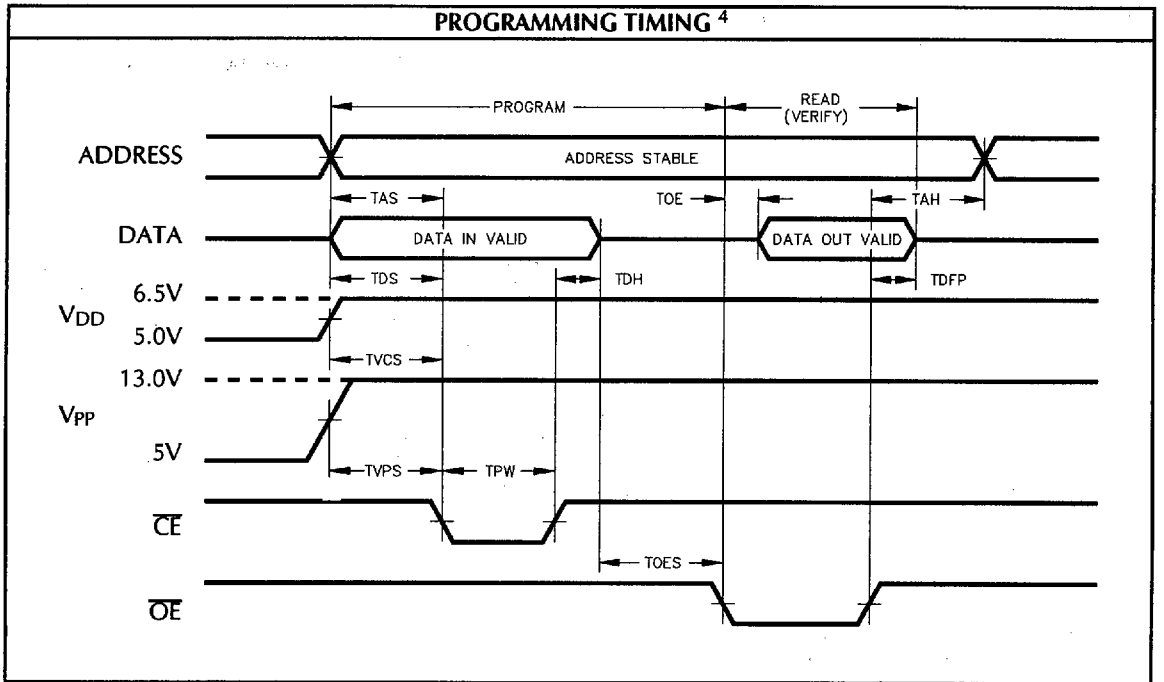 PROGRAMMING TIMING 4
PROGRAM
READ
(VERIFY)
ADDRESS
ADDRESS STABLE
TAS
TOE
TAH
DATA
DATA IN VALID
DATA OUT VALID
TDS
TDH
TDFP
6.5V
VDD
5.0V
TVCS
13.0V
VPP
5V
TVPS
TPW
CE
TOES
OE